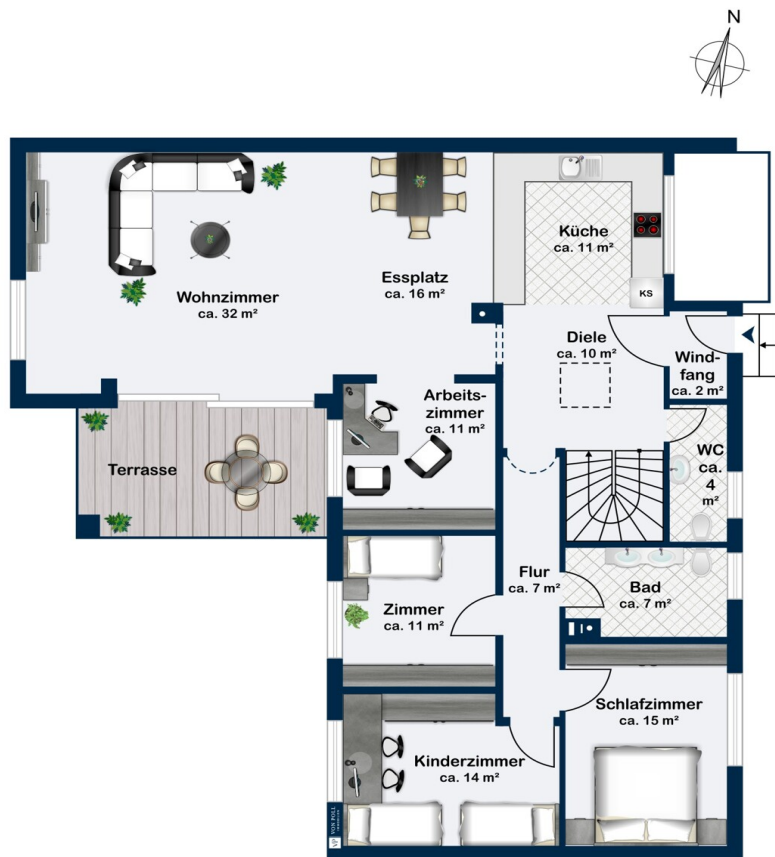 N
Küche
ca. 11 m²
Essplatz
ca. 16 m²
Wohnzimmer
ca. 32 m²
KS
Diele
ca. 10 m²
Wind-
fang
ca. 2 m²
Arbeits-
zimmer
ca. 11 m²
WC
ca.
4
m²
Terrasse
Flur
ca. 7 m²
Bad
ca. 7 m²
Zimmer
ca. 11 m²
Schlafzimmer
ca. 15 m²
Kinderzimmer
ca. 14 m²
VON POLL
IMMOBILIEN